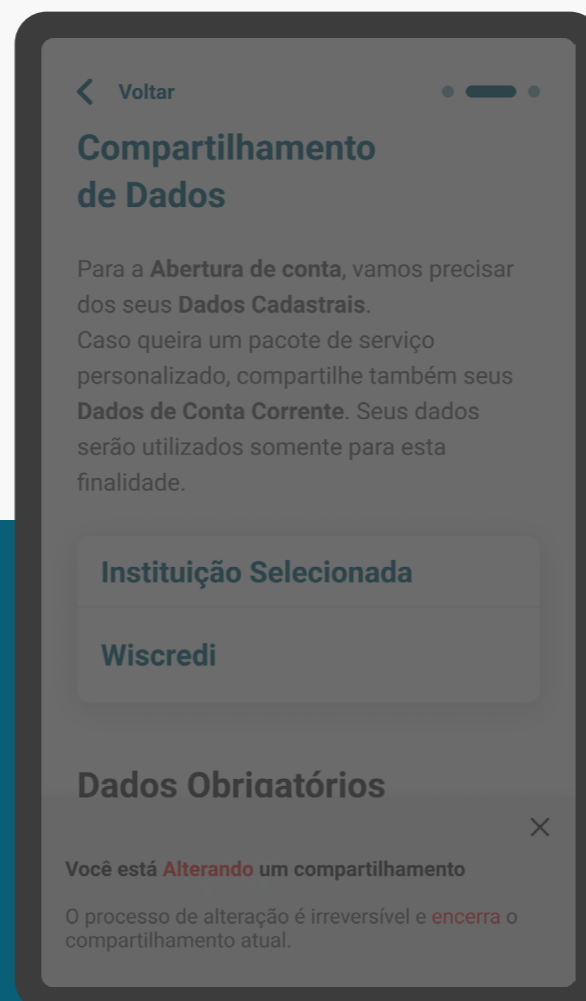 Voltar
Compartilhamento
de Dados
Para a Abertura de conta, vamos precisar
dos seus Dados Cadastrais.
Caso queira um pacote de serviço
personalizado, compartilhe também seus
Dados de Conta Corrente. Seus dados
serão utilizados somente para esta
finalidade.
Instituição Selecionada
Wiscredi
Dados Obrigatórios
Você está Alterando um compartilhamento
O processo de alteração é irreversível e encerra o
compartilhamento atual.